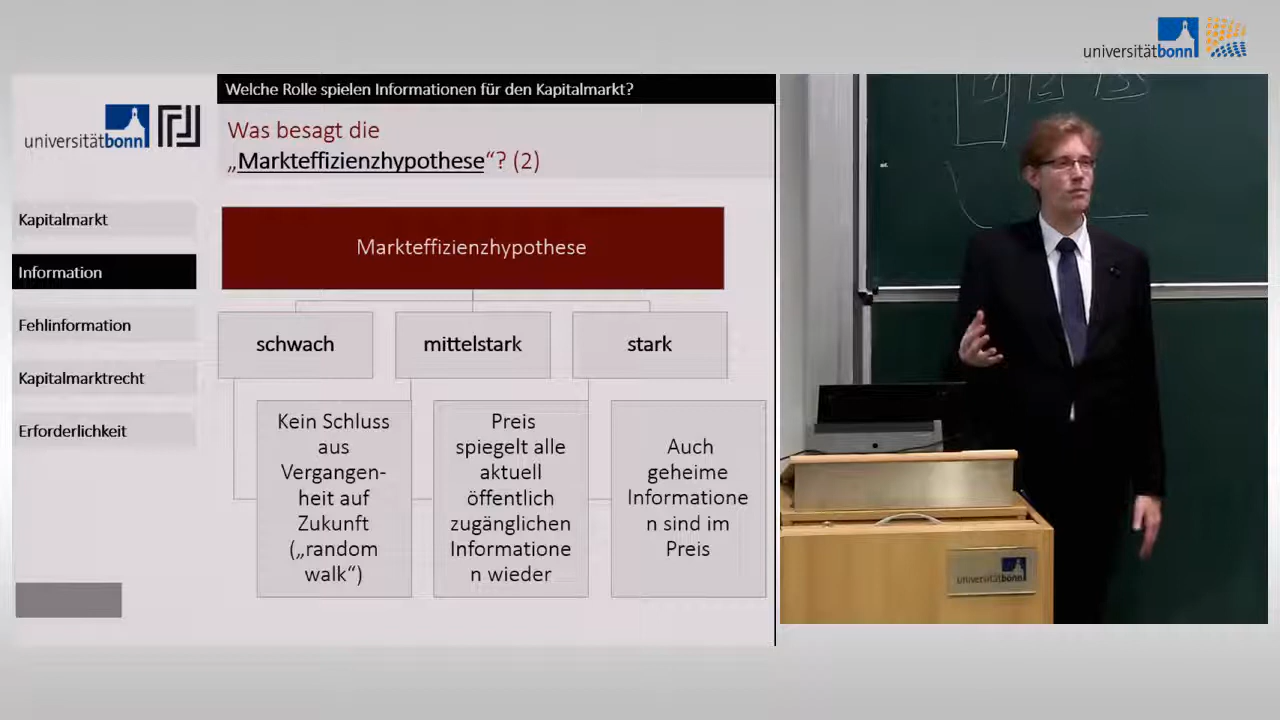 universitätbonn
Welche Rolle spielen Informationen für den Kapitalmarkt?
universitätbonn
Was besagt die
„Markteffizienzhypothese“? (2)
Kapitalmarkt
Information
Fehlinformation
Kapitalmarktrecht
Erforderlichkeit
Markteffizienzhypothese
schwach
mittelstark
stark
Kein Schluss
aus
Vergangen-
heit auf
Zukunft
(„random
walk“)
Preis
spiegelt alle
aktuell
öffentlich
zugänglichen
Informatione
n wieder
Auch
geheime
Informatione
n sind im
Preis
universitätbonn